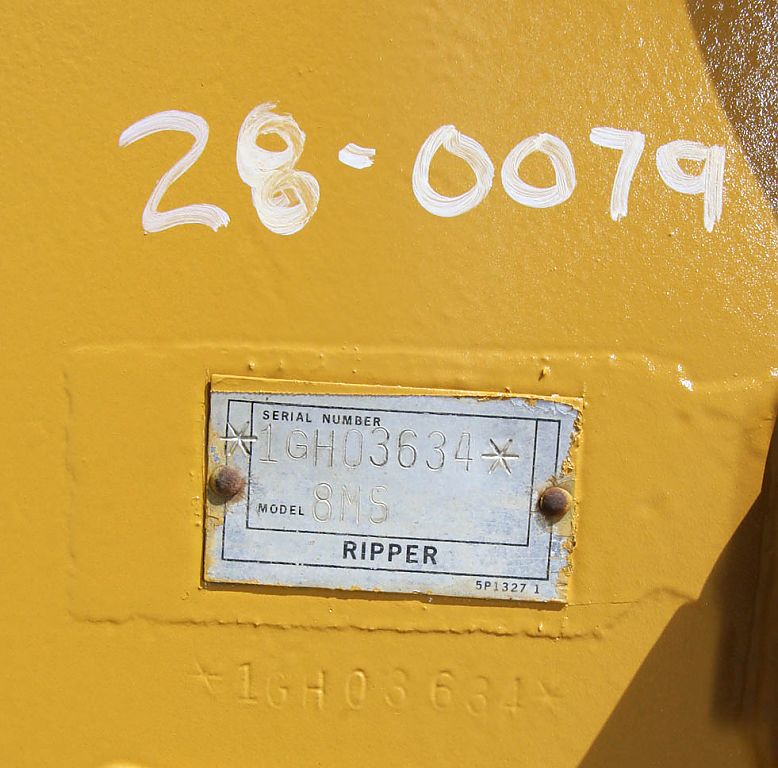 28-0079
SERIAL NUMBER
*1GH03634*
MODEL 8MS
RIPPER
5P1327 1
*1GH03634*